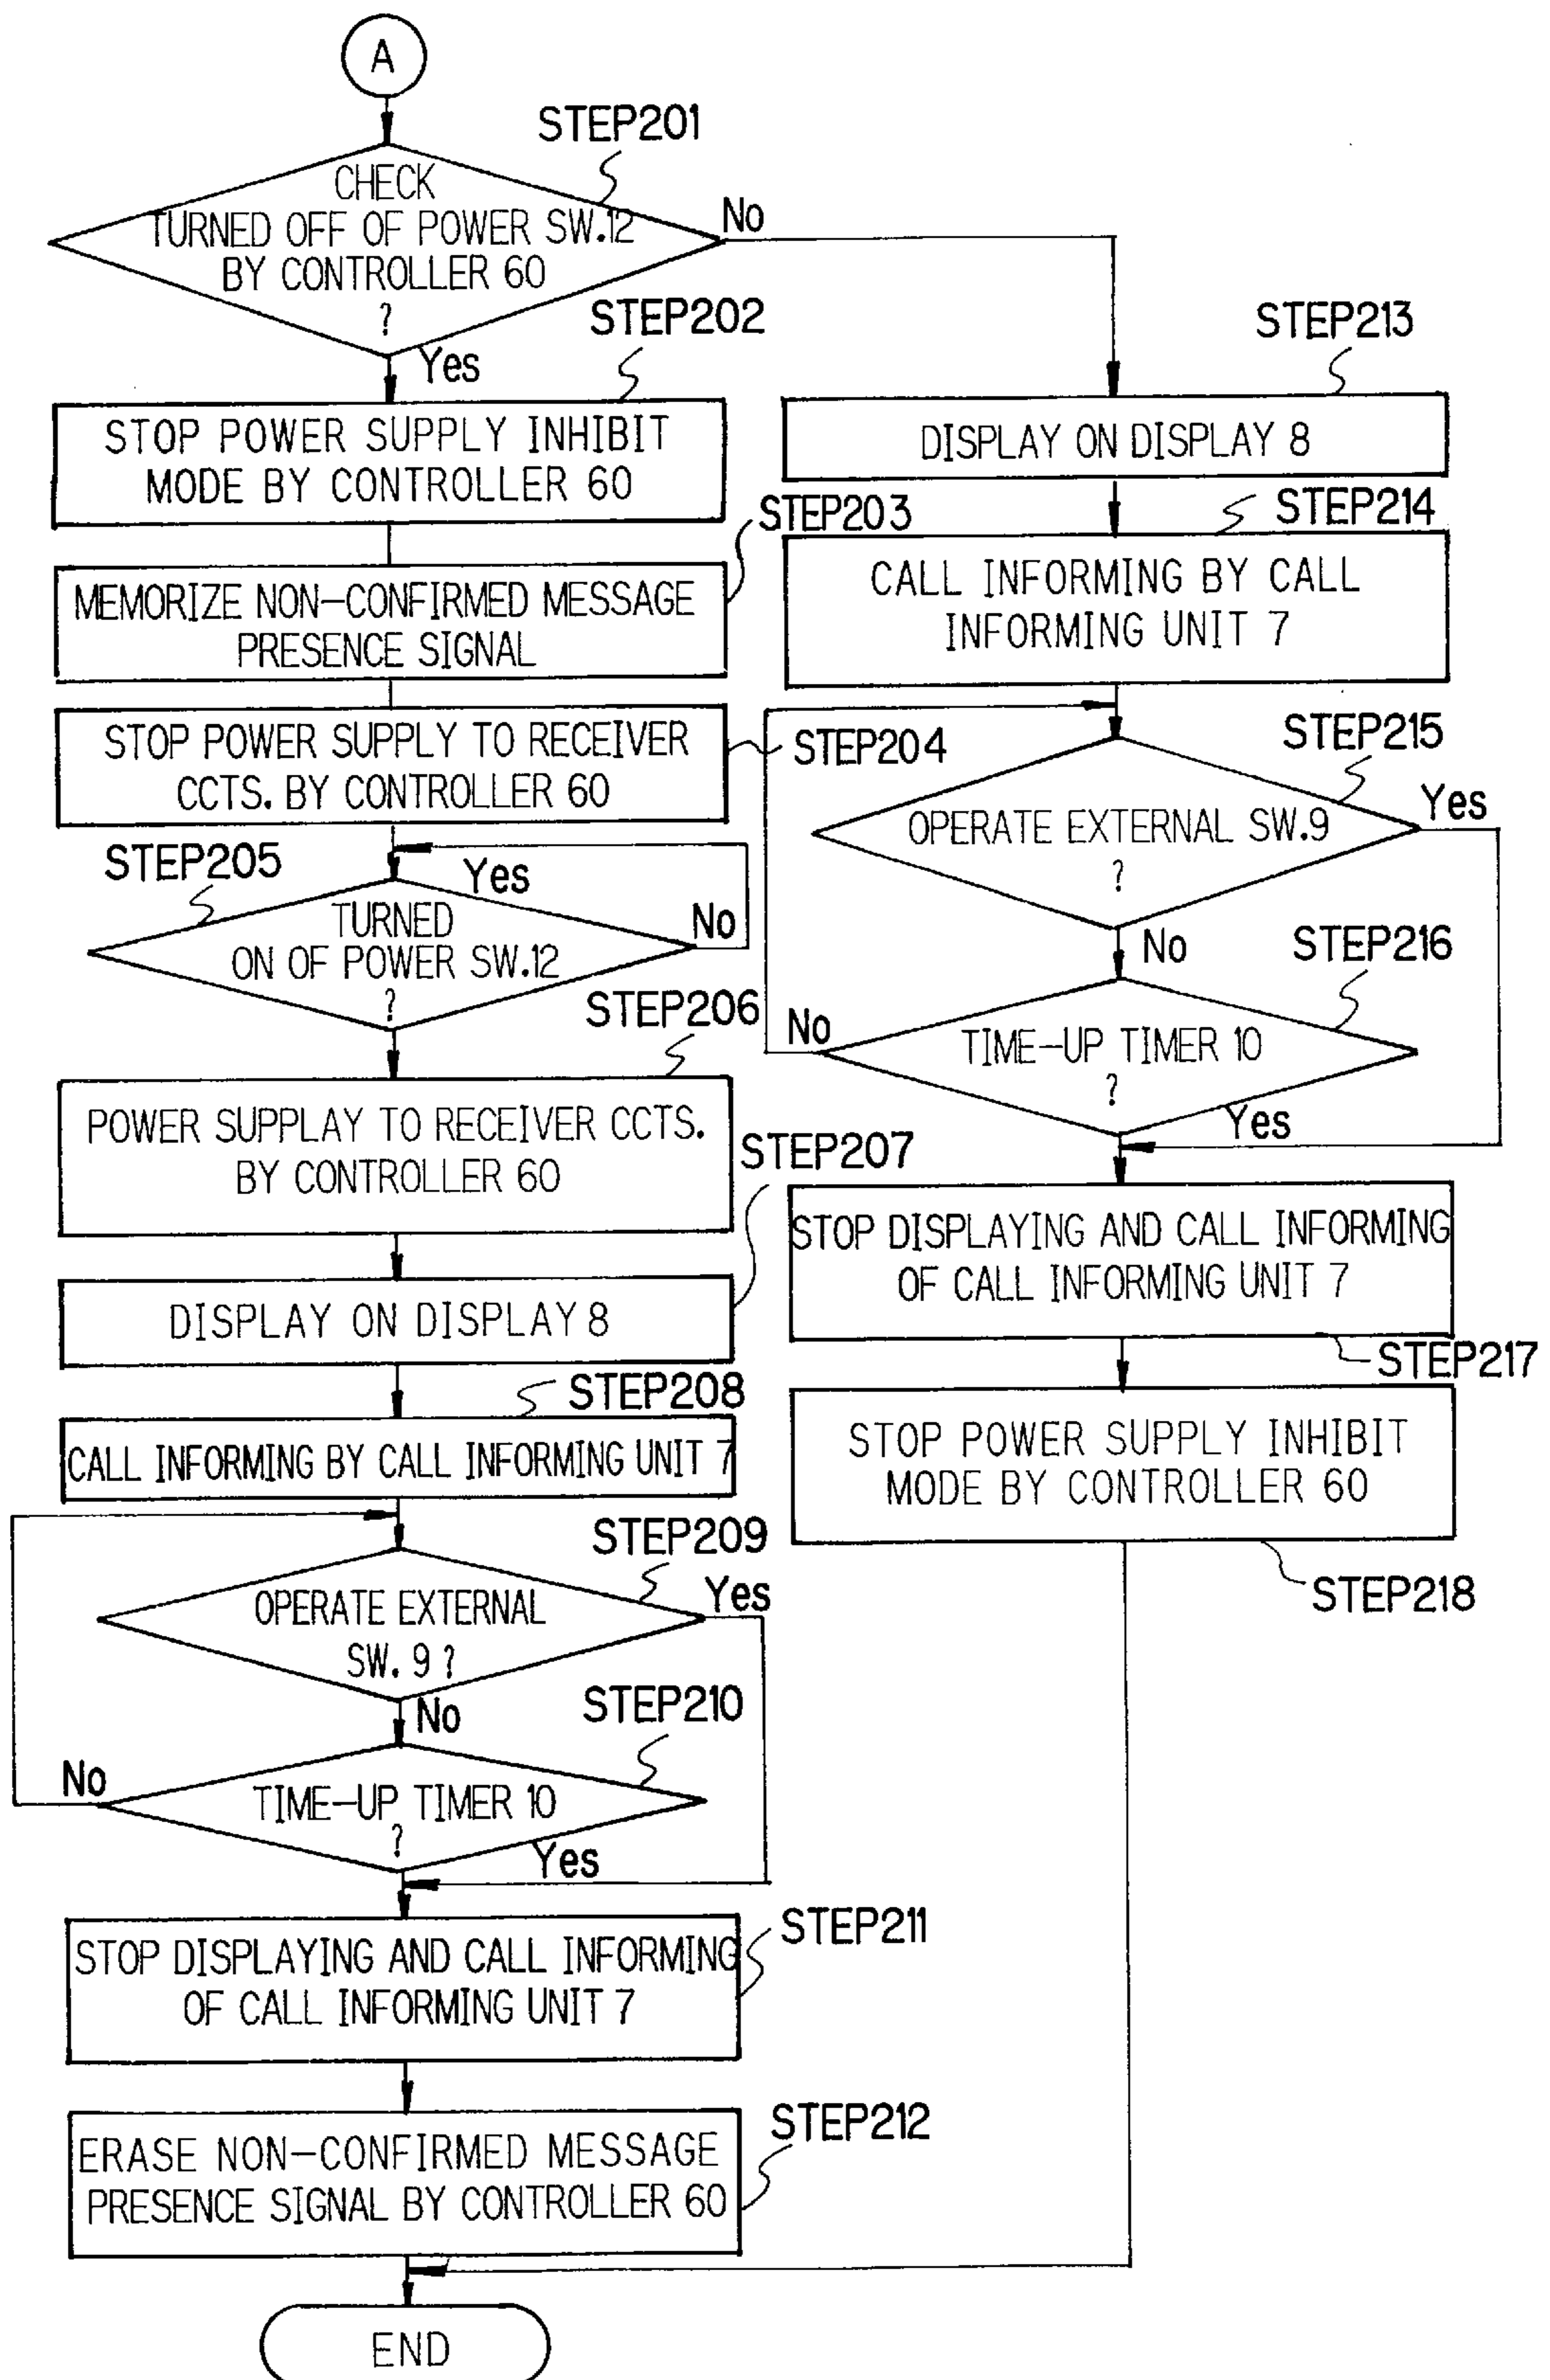 A
STEP201
CHECK
TURNED OFF OF POWER SW.12
BY CONTROLLER 60
?
No
Yes
STEP202
STOP POWER SUPPLY INHIBIT
MODE BY CONTROLLER 60
STEP203
MEMORIZE NON-CONFIRMED MESSAGE
PRESENCE SIGNAL
STOP POWER SUPPLY TO RECEIVER
CCTS. BY CONTROLLER 60
STEP204
STEP205
Yes
TURNED
ON OF POWER SW.12
?
No
STEP206
POWER SUPPLAY TO RECEIVER CCTS.
BY CONTROLLER 60
STEP207
DISPLAY ON DISPLAY 8
STEP208
CALL INFORMING BY CALL INFORMING UNIT 7
STEP209
OPERATE EXTERNAL
SW. 9 ?
Yes
No
STEP210
No
TIME-UP TIMER 10
?
Yes
STOP DISPLAYING AND CALL INFORMING
OF CALL INFORMING UNIT 7
STEP211
ERASE NON-CONFIRMED MESSAGE
PRESENCE SIGNAL BY CONTROLLER 60
STEP212
END
STEP213
DISPLAY ON DISPLAY 8
STEP214
CALL INFORMING BY CALL
INFORMING UNIT 7
STEP215
OPERATE EXTERNAL SW.9
?
Yes
No
STEP216
No
TIME-UP TIMER 10
?
Yes
STOP DISPLAYING AND CALL INFORMING
OF CALL INFORMING UNIT 7
STEP217
STOP POWER SUPPLY INHIBIT
MODE BY CONTROLLER 60
STEP218